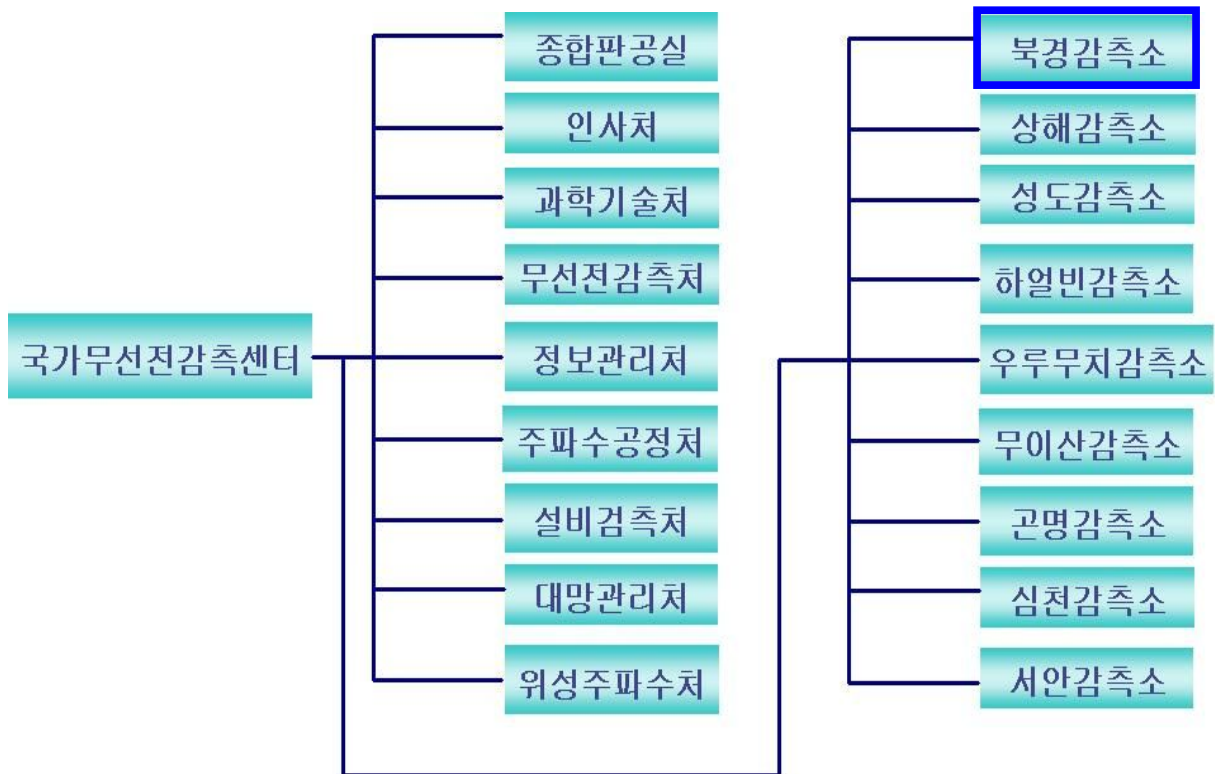 국가무선전감측센터
종합판공실
인사처
과학기술처
무선전감측처
정보관리처
주파수공정처
설비검측처
대망관리처
위성주파수처
북경감측소
상해감측소
성도감측소
하얼빈감측소
우루무치감측소
무이산감측소
곤명감측소
심천감측소
서안감측소